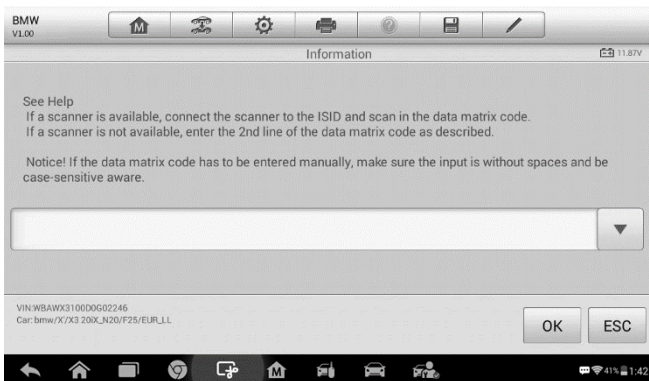 BMW
V1.00
Information
11.87V
See Help
If a scanner is available, connect the scanner to the ISID and scan in the data matrix code.
If a scanner is not available, enter the 2nd line of the data matrix code as described.
Notice! If the data matrix code has to be entered manually, make sure the input is without spaces and be
case-sensitive aware.
VIN:WBAWX3100D0G02246
Car: bmw/X'/X3 20iX_N20/F25/EUR_LL
OK
ESC
41%
1:42